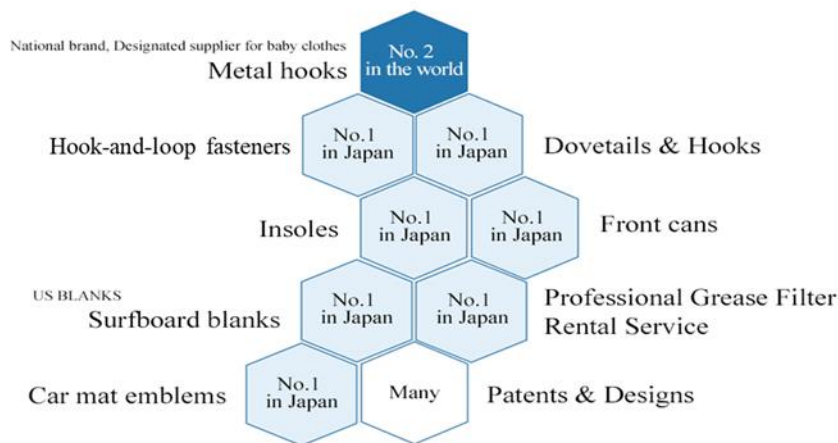 National brand, Designated supplier for baby clothes
Metal hooks
No. 2
in the world
Hook-and-loop fasteners
No.1
in Japan
No.1
in Japan
Dovetails & Hooks
Insoles
No.1
in Japan
No.1
in Japan
Front cans
US BLANKS
Surfboard blanks
No.1
in Japan
No.1
in Japan
Professional Grease Filter
Rental Service
Car mat emblems
No.1
in Japan
Many
Patents & Designs